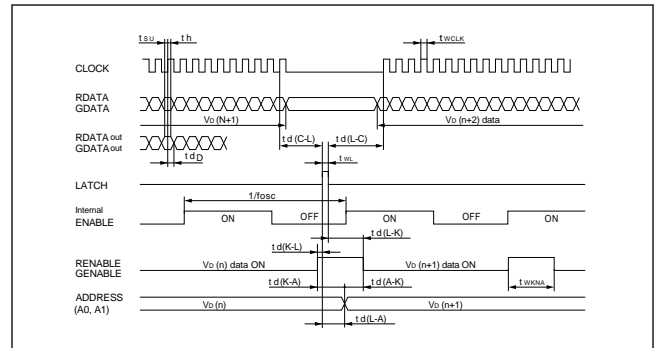 tSU th tWCLK
CLOCK
RDATA
GDATA
VD (N+1) VD (n+2) data
RDATA out
GDATA out
td (C-L) td (L-C)
tdD
tWL
LATCH
1/fosc
Internal
ENABLE
ON OFF ON OFF ON
td (L-K)
td(K-L)
RENABLE
GENABLE
VD (n) data ON VD (n+1) data ON
td(K-A) td(A-K) tWKNA
ADDRESS
(A0, A1)
VD (n) VD (n+1)
td(L-A)